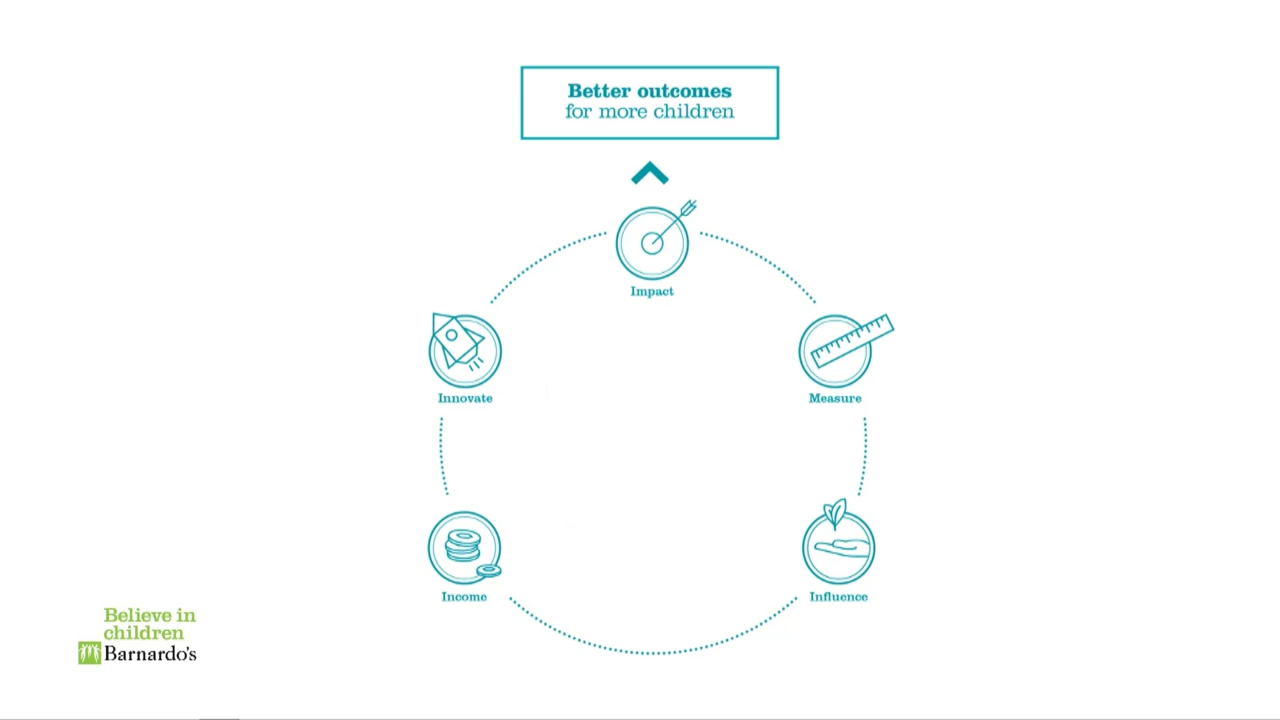 Better outcomes
for more children
Impact
Innovate
Measure
Income
Influence
Believe in
children
Barnardo's